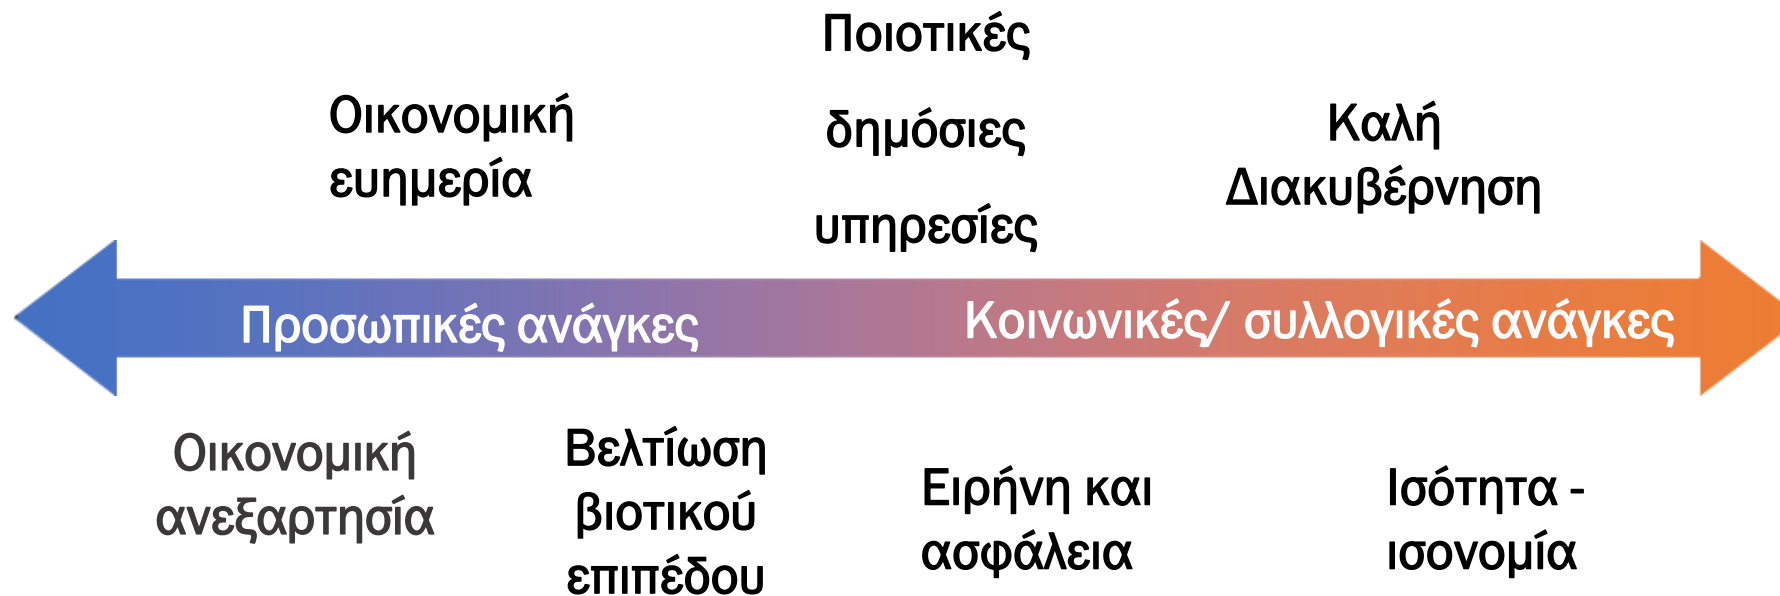 Οικονομική
ευημερία
Ποιοτικές
δημόσιες
υπηρεσίες
Καλή
Διακυβέρνηση
Προσωπικές ανάγκες
Κοινωνικές/ συλλογικές ανάγκες
Οικονομική
ανεξαρτησία
Βελτίωση
βιοτικού
επιπέδου
Ειρήνη και
ασφάλεια
Ισότητα -
ισονομία